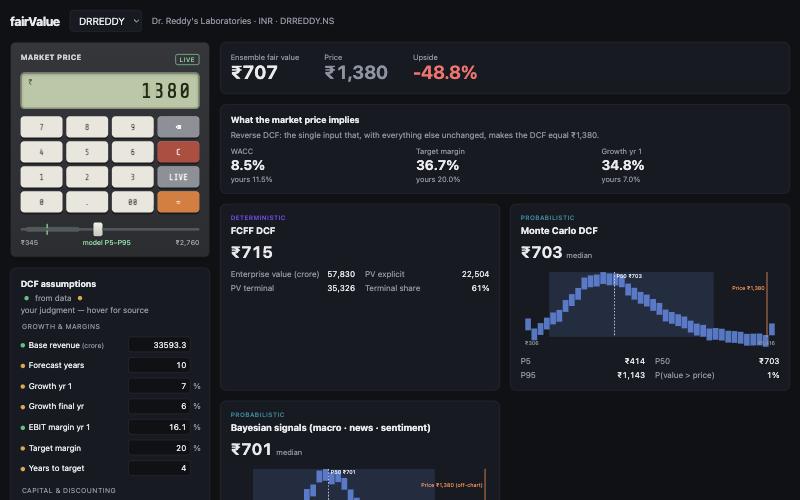 fairValue DRREDDY Dr. Reddy's Laboratories · INR · DRREDDY.NS
MARKET PRICE LIVE
₹ 1380
7 8 9 ⌫
4 5 6 C
1 2 3 LIVE
0 . 00 =
₹345 model P5–P95 ₹2,760
DCF assumptions
from data
your judgment — hover for source
GROWTH & MARGINS
Base revenue (crore) 33593.3
Forecast years 10
Growth yr 1 7 %
Growth final yr 6 %
EBIT margin yr 1 16.1 %
Target margin 20 %
Years to target 4
CAPITAL & DISCOUNTING
Ensemble fair value Price Upside
₹707 ₹1,380 -48.8%
What the market price implies
Reverse DCF: the single input that, with everything else unchanged, makes the DCF equal ₹1,380.
WACC Target margin Growth yr 1
8.5% 36.7% 34.8%
yours 11.5% yours 20.0% yours 7.0%
DETERMINISTIC
FCFF DCF
₹715
Enterprise value (crore) 57,830 PV explicit 22,504
PV terminal 35,326 Terminal share 61%
PROBABILISTIC
Monte Carlo DCF
₹703 median
P50 ₹703
Price ₹1,380
₹306
P5 ₹414 P50 ₹703
P95 ₹1,143 P(value > price) 1%
PROBABILISTIC
Bayesian signals (macro · news · sentiment)
₹701 median
P50 ₹701
Price ₹1,380 (off-chart)